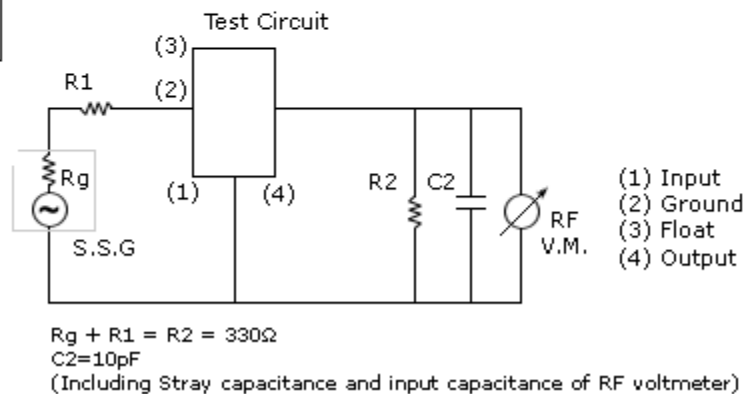 Test Circuit
(3)
R1
(2)
Rg
(1)
(4)
R2
C2
RF
V.M.
S.S.G
(1) Input
(2) Ground
(3) Float
(4) Output
Rg + R1 = R2 = 330Ω
C2=10pF
(Including Stray capacitance and input capacitance of RF voltmeter)